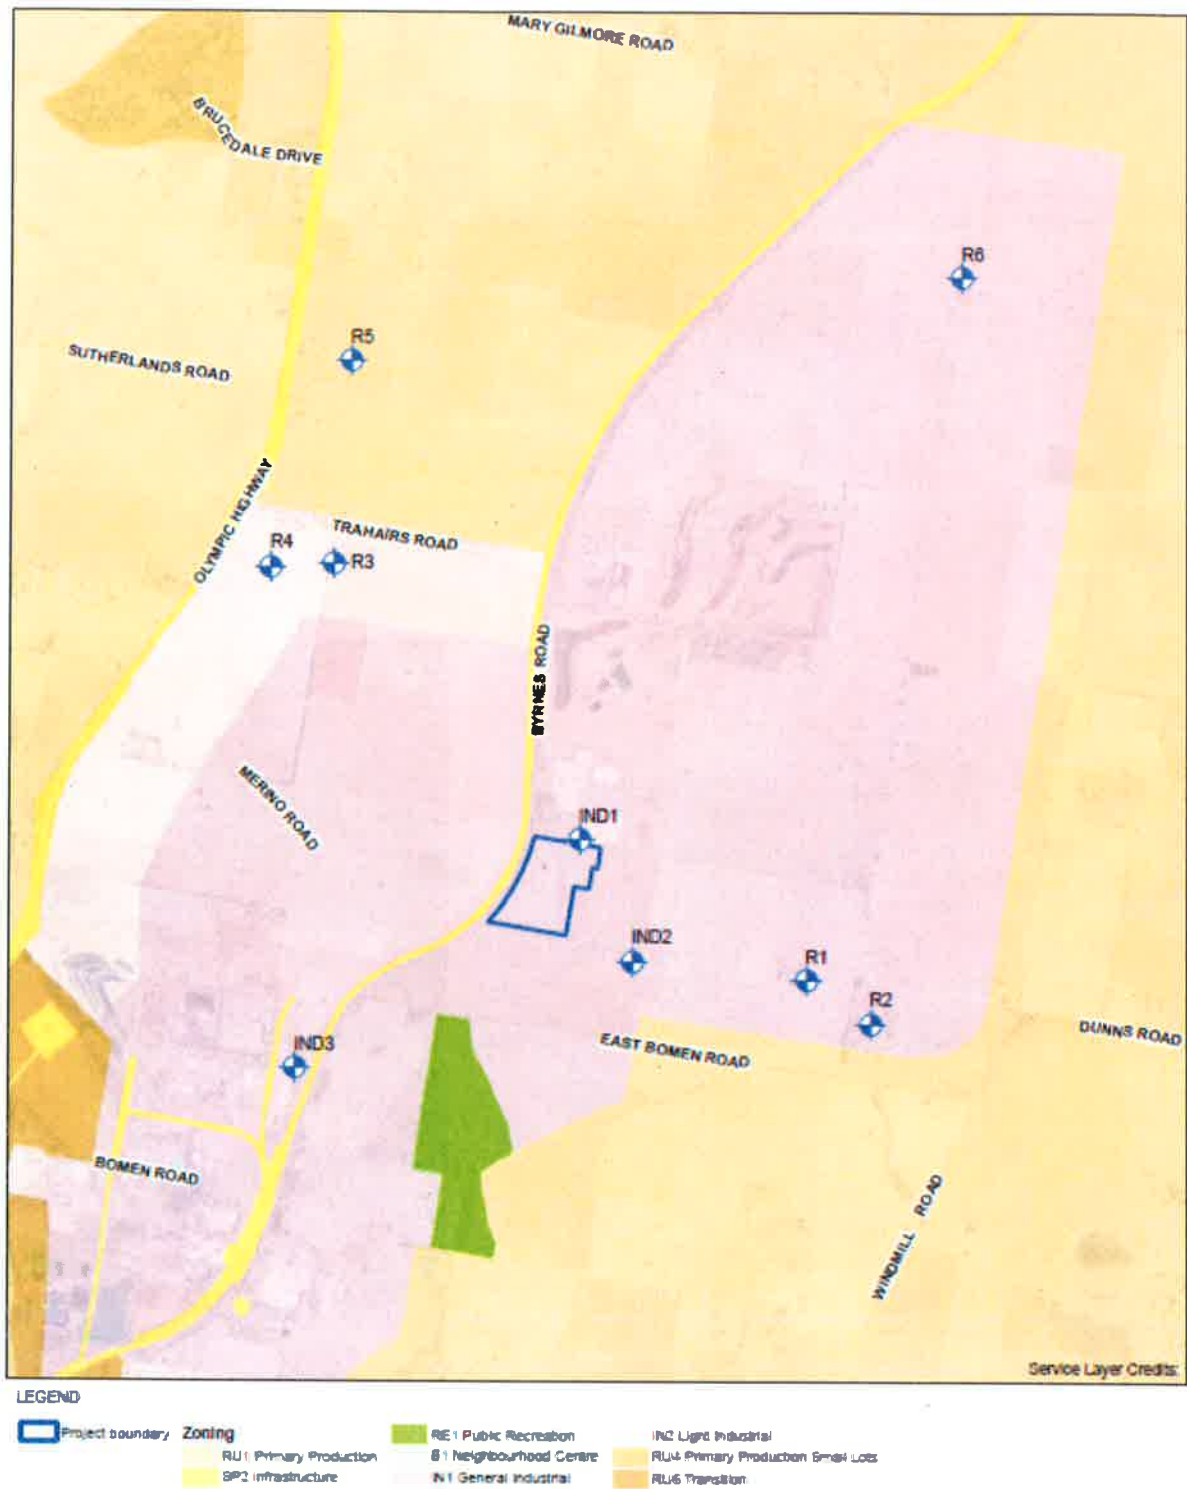 MARY GILMORE ROAD
BRUCEDALE DRIVE
R6
R5
SUTHERLANDS ROAD
OLYMPIC HIGHWAY
TRAHAIRS ROAD
R4
R3
BYRNES ROAD
MERINO ROAD
IND1
IND2
R1
R2
DUNNS ROAD
EAST BOMEN ROAD
IND3
BOMEN ROAD
WINDMILL ROAD
Service Layer Credits:
LEGEND
Project boundary
Zoning
RU1 Primary Production
SP2 Infrastructure
RE1 Public Recreation
B1 Neighbourhood Centre
IN1 General Industrial
IN2 Light Industrial
RU4 Primary Production Small Lots
RU6 Transition